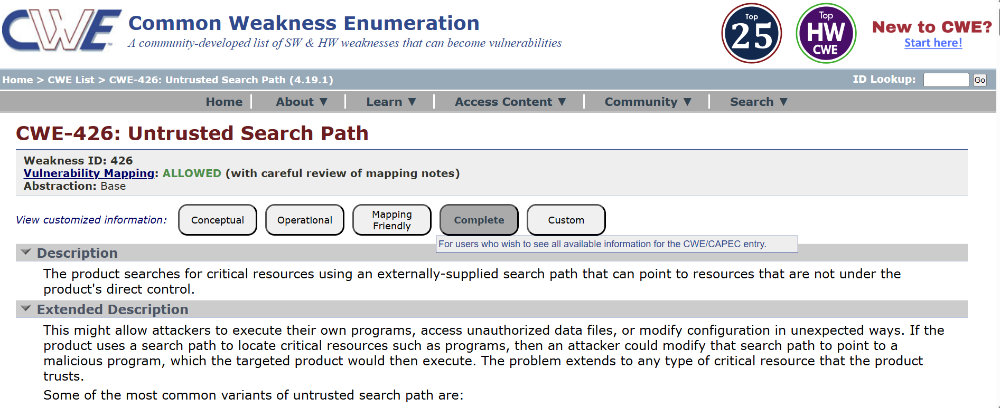 CWE
Common Weakness Enumeration
A community-developed list of SW & HW weaknesses that can become vulnerabilities
Top
25
Top
HW
CWE
New to CWE?
Start here!
Home > CWE List > CWE-426: Untrusted Search Path (4.19.1)
ID Lookup:
Go
Home
About ▼
Learn ▼
Access Content ▼
Community ▼
Search ▼
CWE-426: Untrusted Search Path
Weakness ID: 426
Vulnerability Mapping: ALLOWED (with careful review of mapping notes)
Abstraction: Base
View customized information:
Conceptual
Operational
Mapping
Friendly
Complete
Custom
For users who wish to see all available information for the CWE/CAPEC entry.
Description
The product searches for critical resources using an externally-supplied search path that can point to resources that are not under the
product's direct control.
Extended Description
This might allow attackers to execute their own programs, access unauthorized data files, or modify configuration in unexpected ways. If the
product uses a search path to locate critical resources such as programs, then an attacker could modify that search path to point to a
malicious program, which the targeted product would then execute. The problem extends to any type of critical resource that the product
trusts.
Some of the most common variants of untrusted search path are: